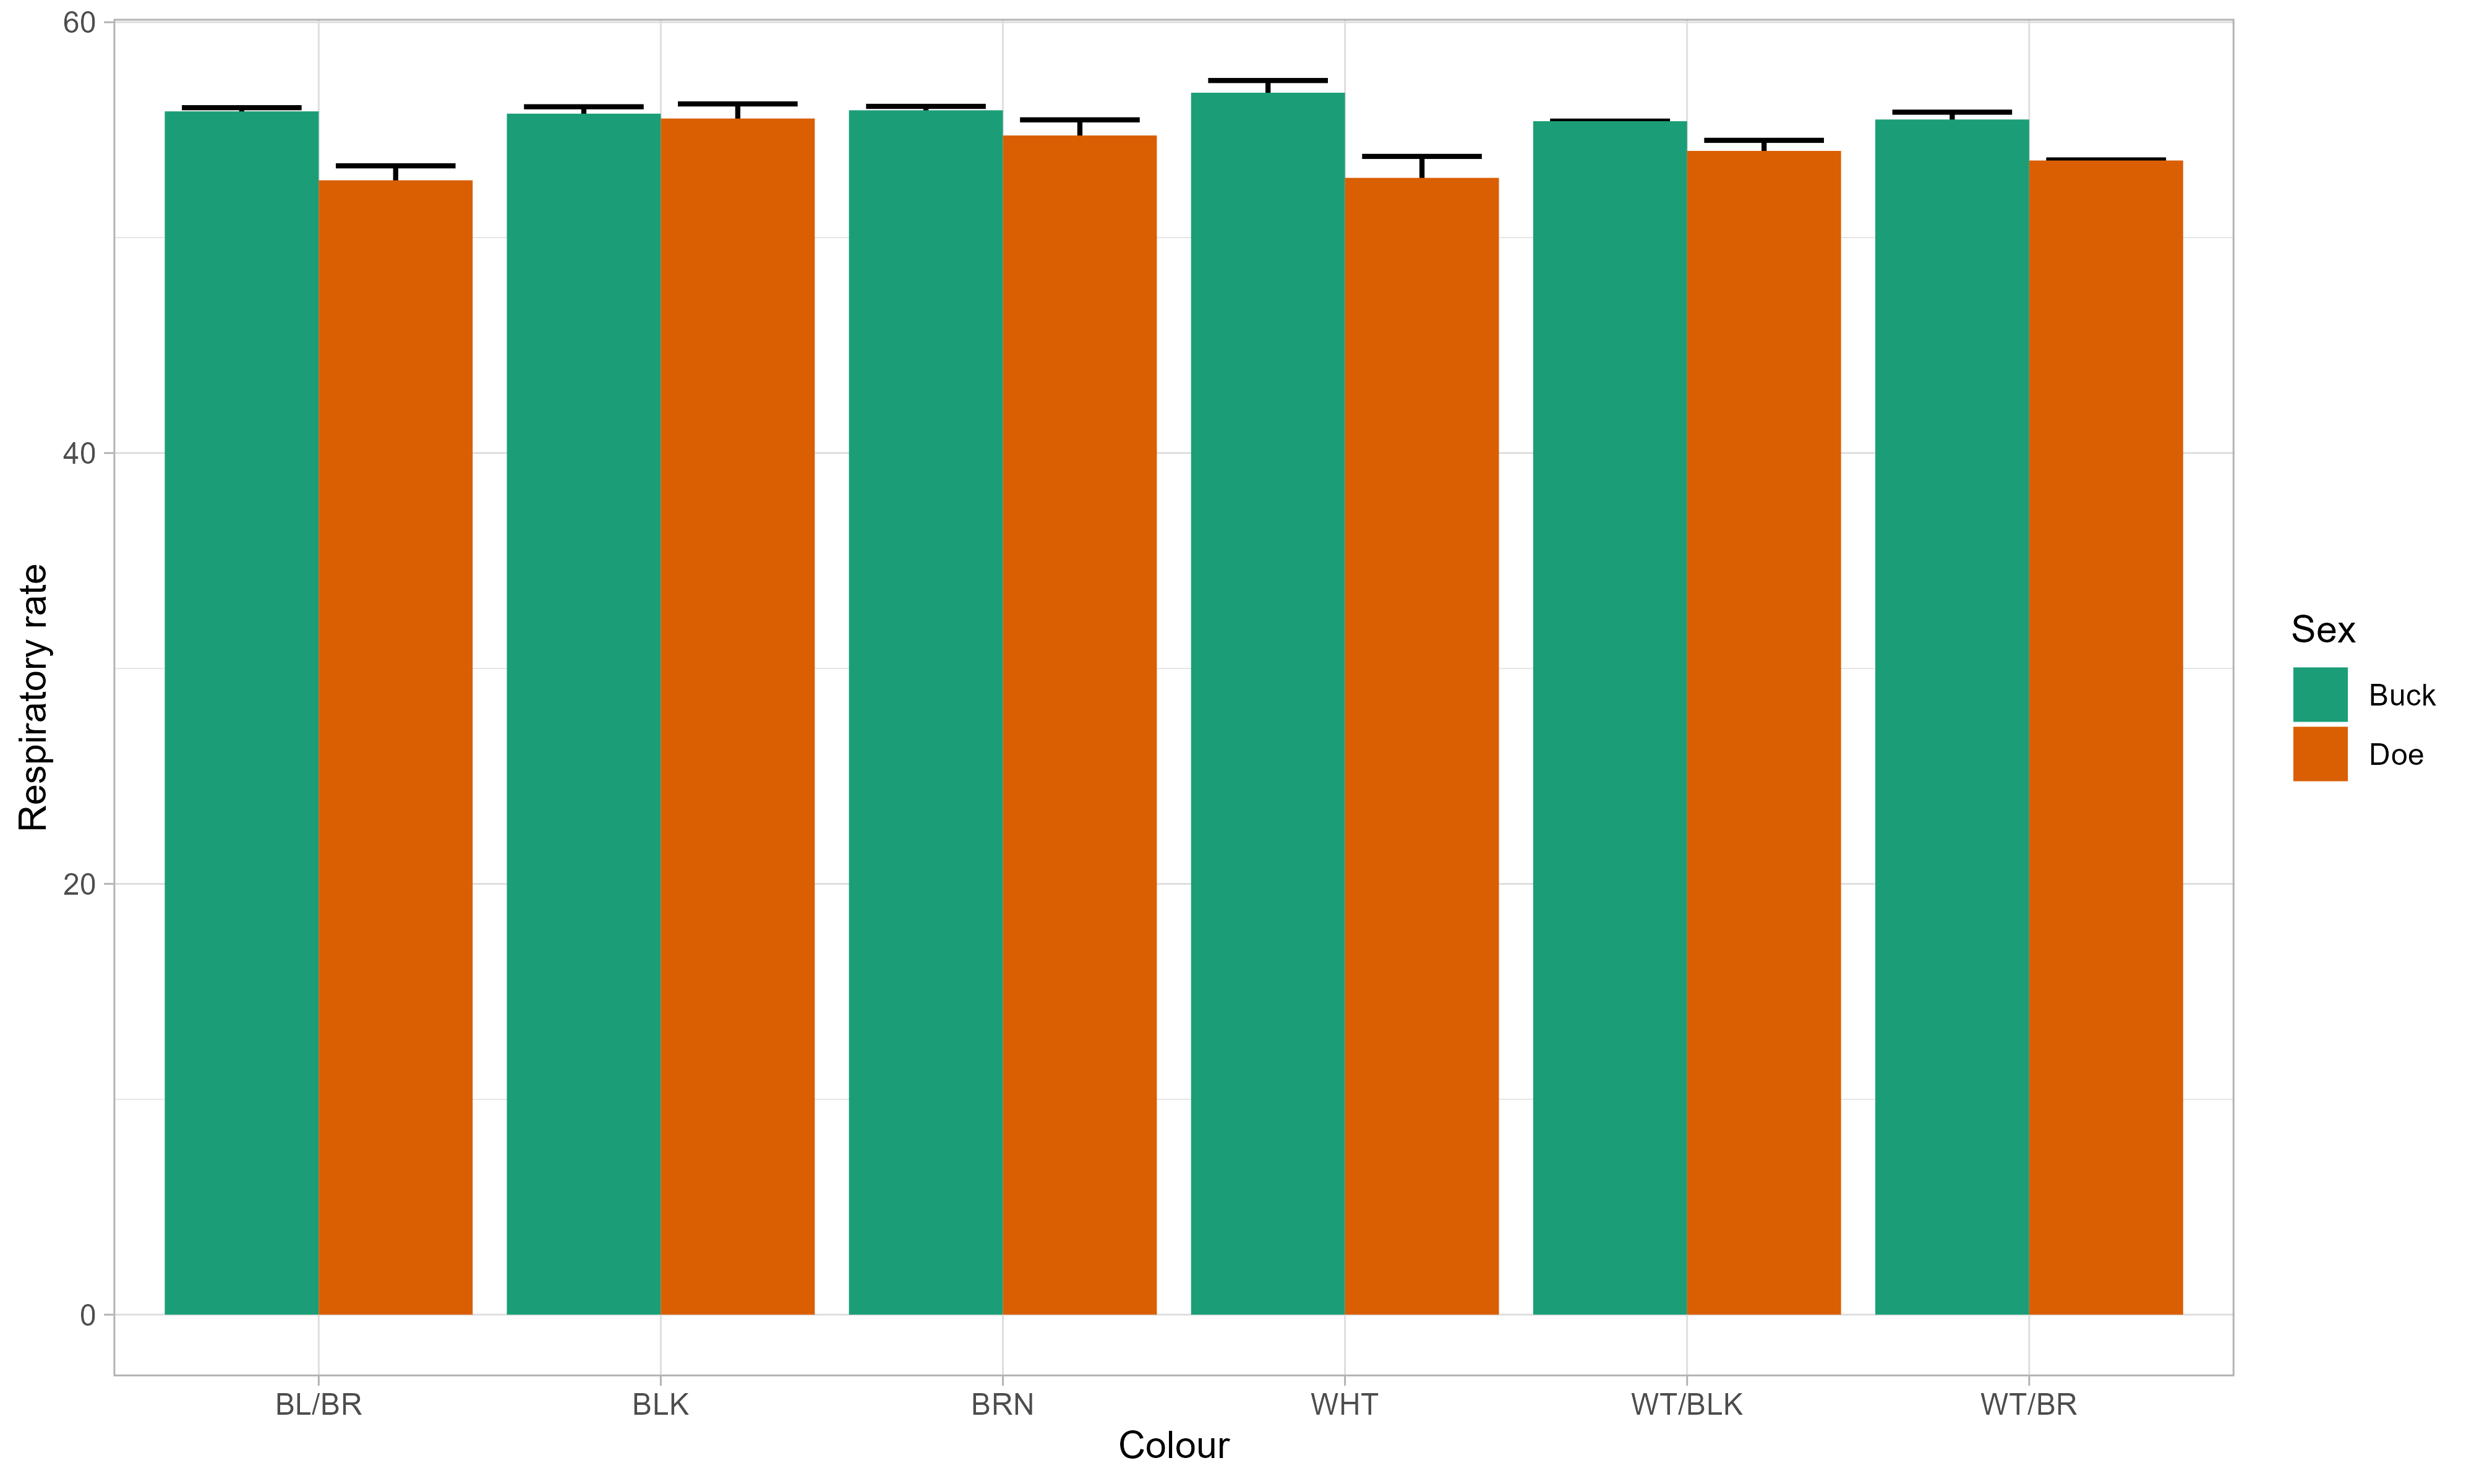 60
40
20
0
Respiratory rate
BL/BR BLK BRN WHT WT/BLK WT/BR
Colour
Sex
Buck
Doe